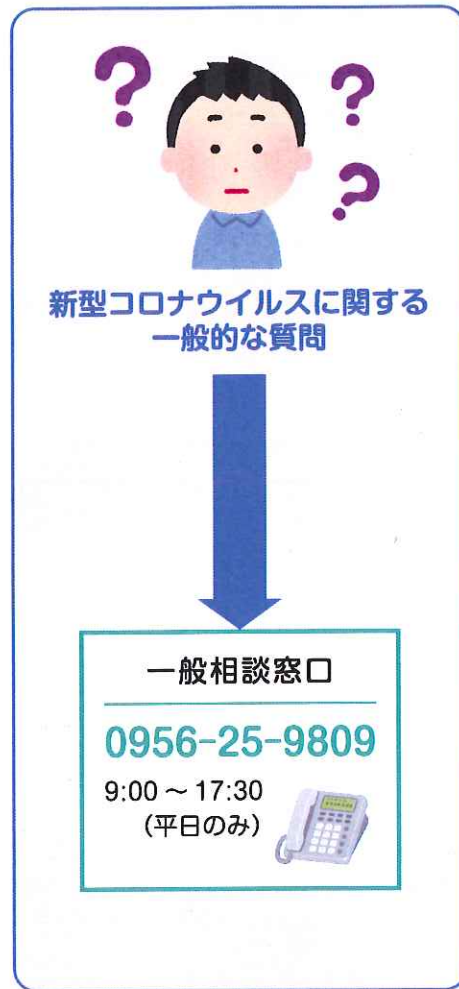 新型コロナウイルスに関する
一般的な質問
一般相談窓口
0956-25-9809
9:00～17:30
（平日のみ）